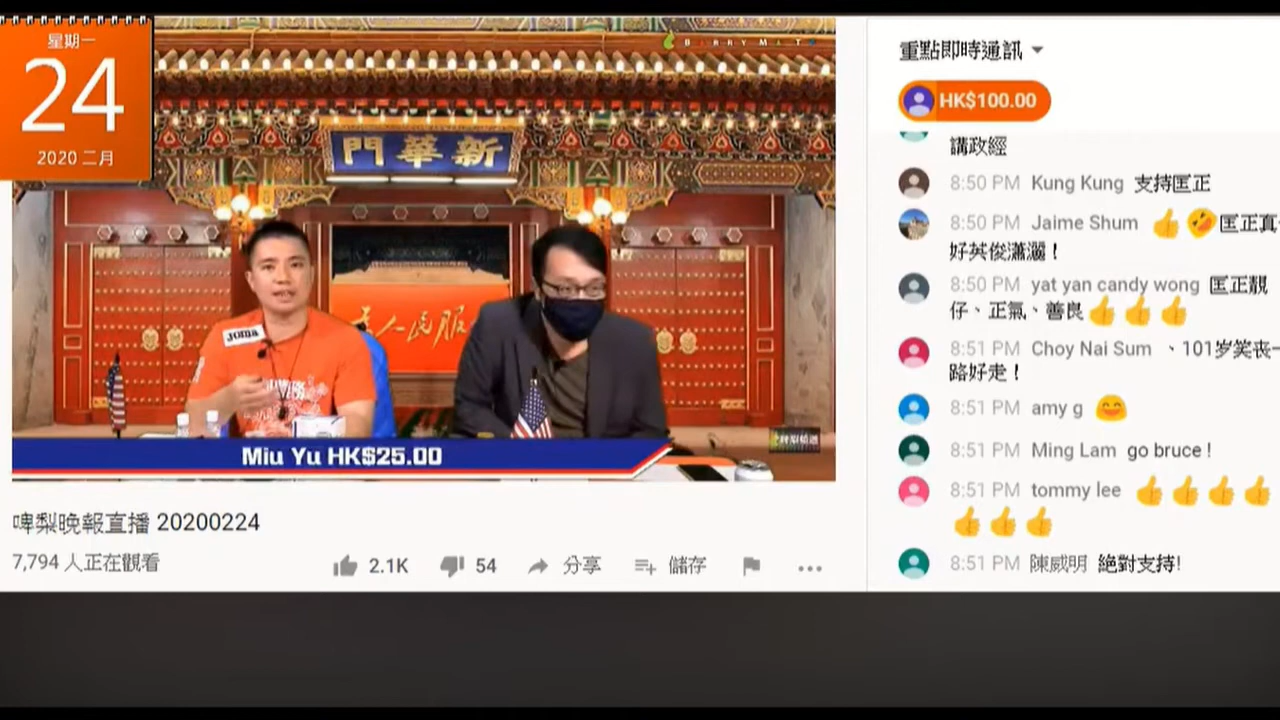 星期一
24
2020 二月
BARRYMATO
新華門
JOMA
人民服
Miu Yu HK$25.00
啤梨晚報直播 20200224
7,794 人正在觀看
2.1K
54
分享
儲存
重點即時通訊
HK$100.00
講政經
8:50 PM Kung Kung 支持匡正
8:50 PM Jaime Shum 👍🤣匡正真
好英俊瀟灑！
8:50 PM yat yan candy wong 匡正靚
仔、正氣、善良👍👍👍
8:51 PM Choy Nai Sum 、101岁笑丧一
路好走！
8:51 PM amy g 😄
8:51 PM Ming Lam go bruce !
8:51 PM tommy lee 👍👍👍👍
👍👍👍
8:51 PM 陳威明 絕對支持!